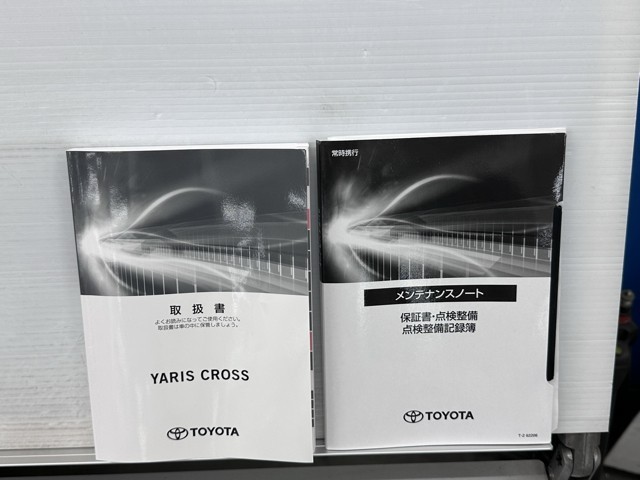 取扱書
よくお読みになってご使用ください。
取扱書は車の中に保管しましょう。
YARIS CROSS
TOYOTA
常時携行
メンテナンスノート
保証書・点検整備
点検整備記録簿
TOYOTA